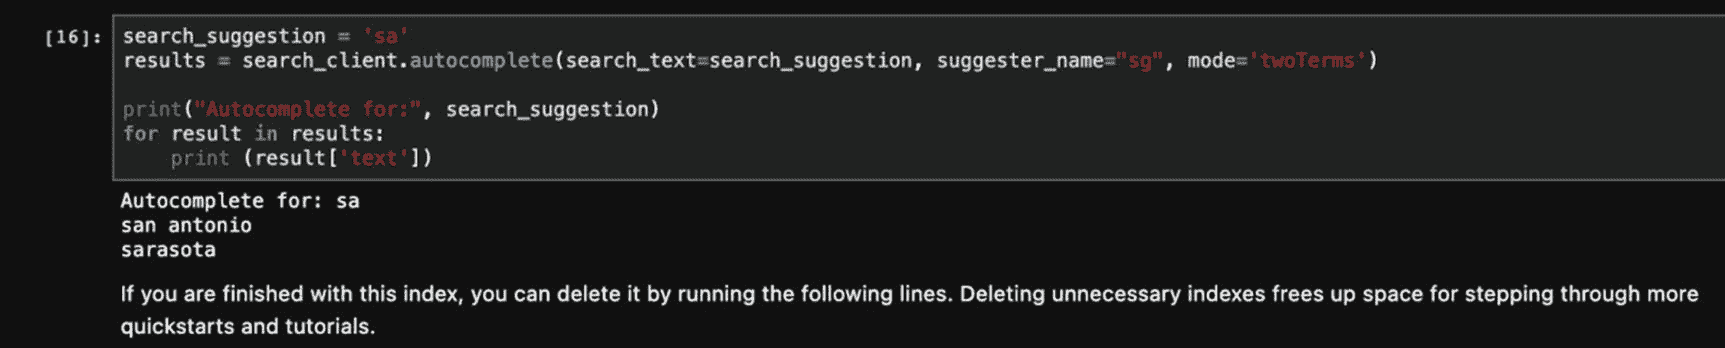 [16]: search_suggestion = 'sa'
results = search_client.autocomplete(search_text=search_suggestion, suggester_name="sg", mode='twoTerms')
print("Autocomplete for:", search_suggestion)
for result in results:
    print (result['text'])
Autocomplete for: sa
san antonio
sarasota
If you are finished with this index, you can delete it by running the following lines. Deleting unnecessary indexes frees up space for stepping through more
quickstarts and tutorials.